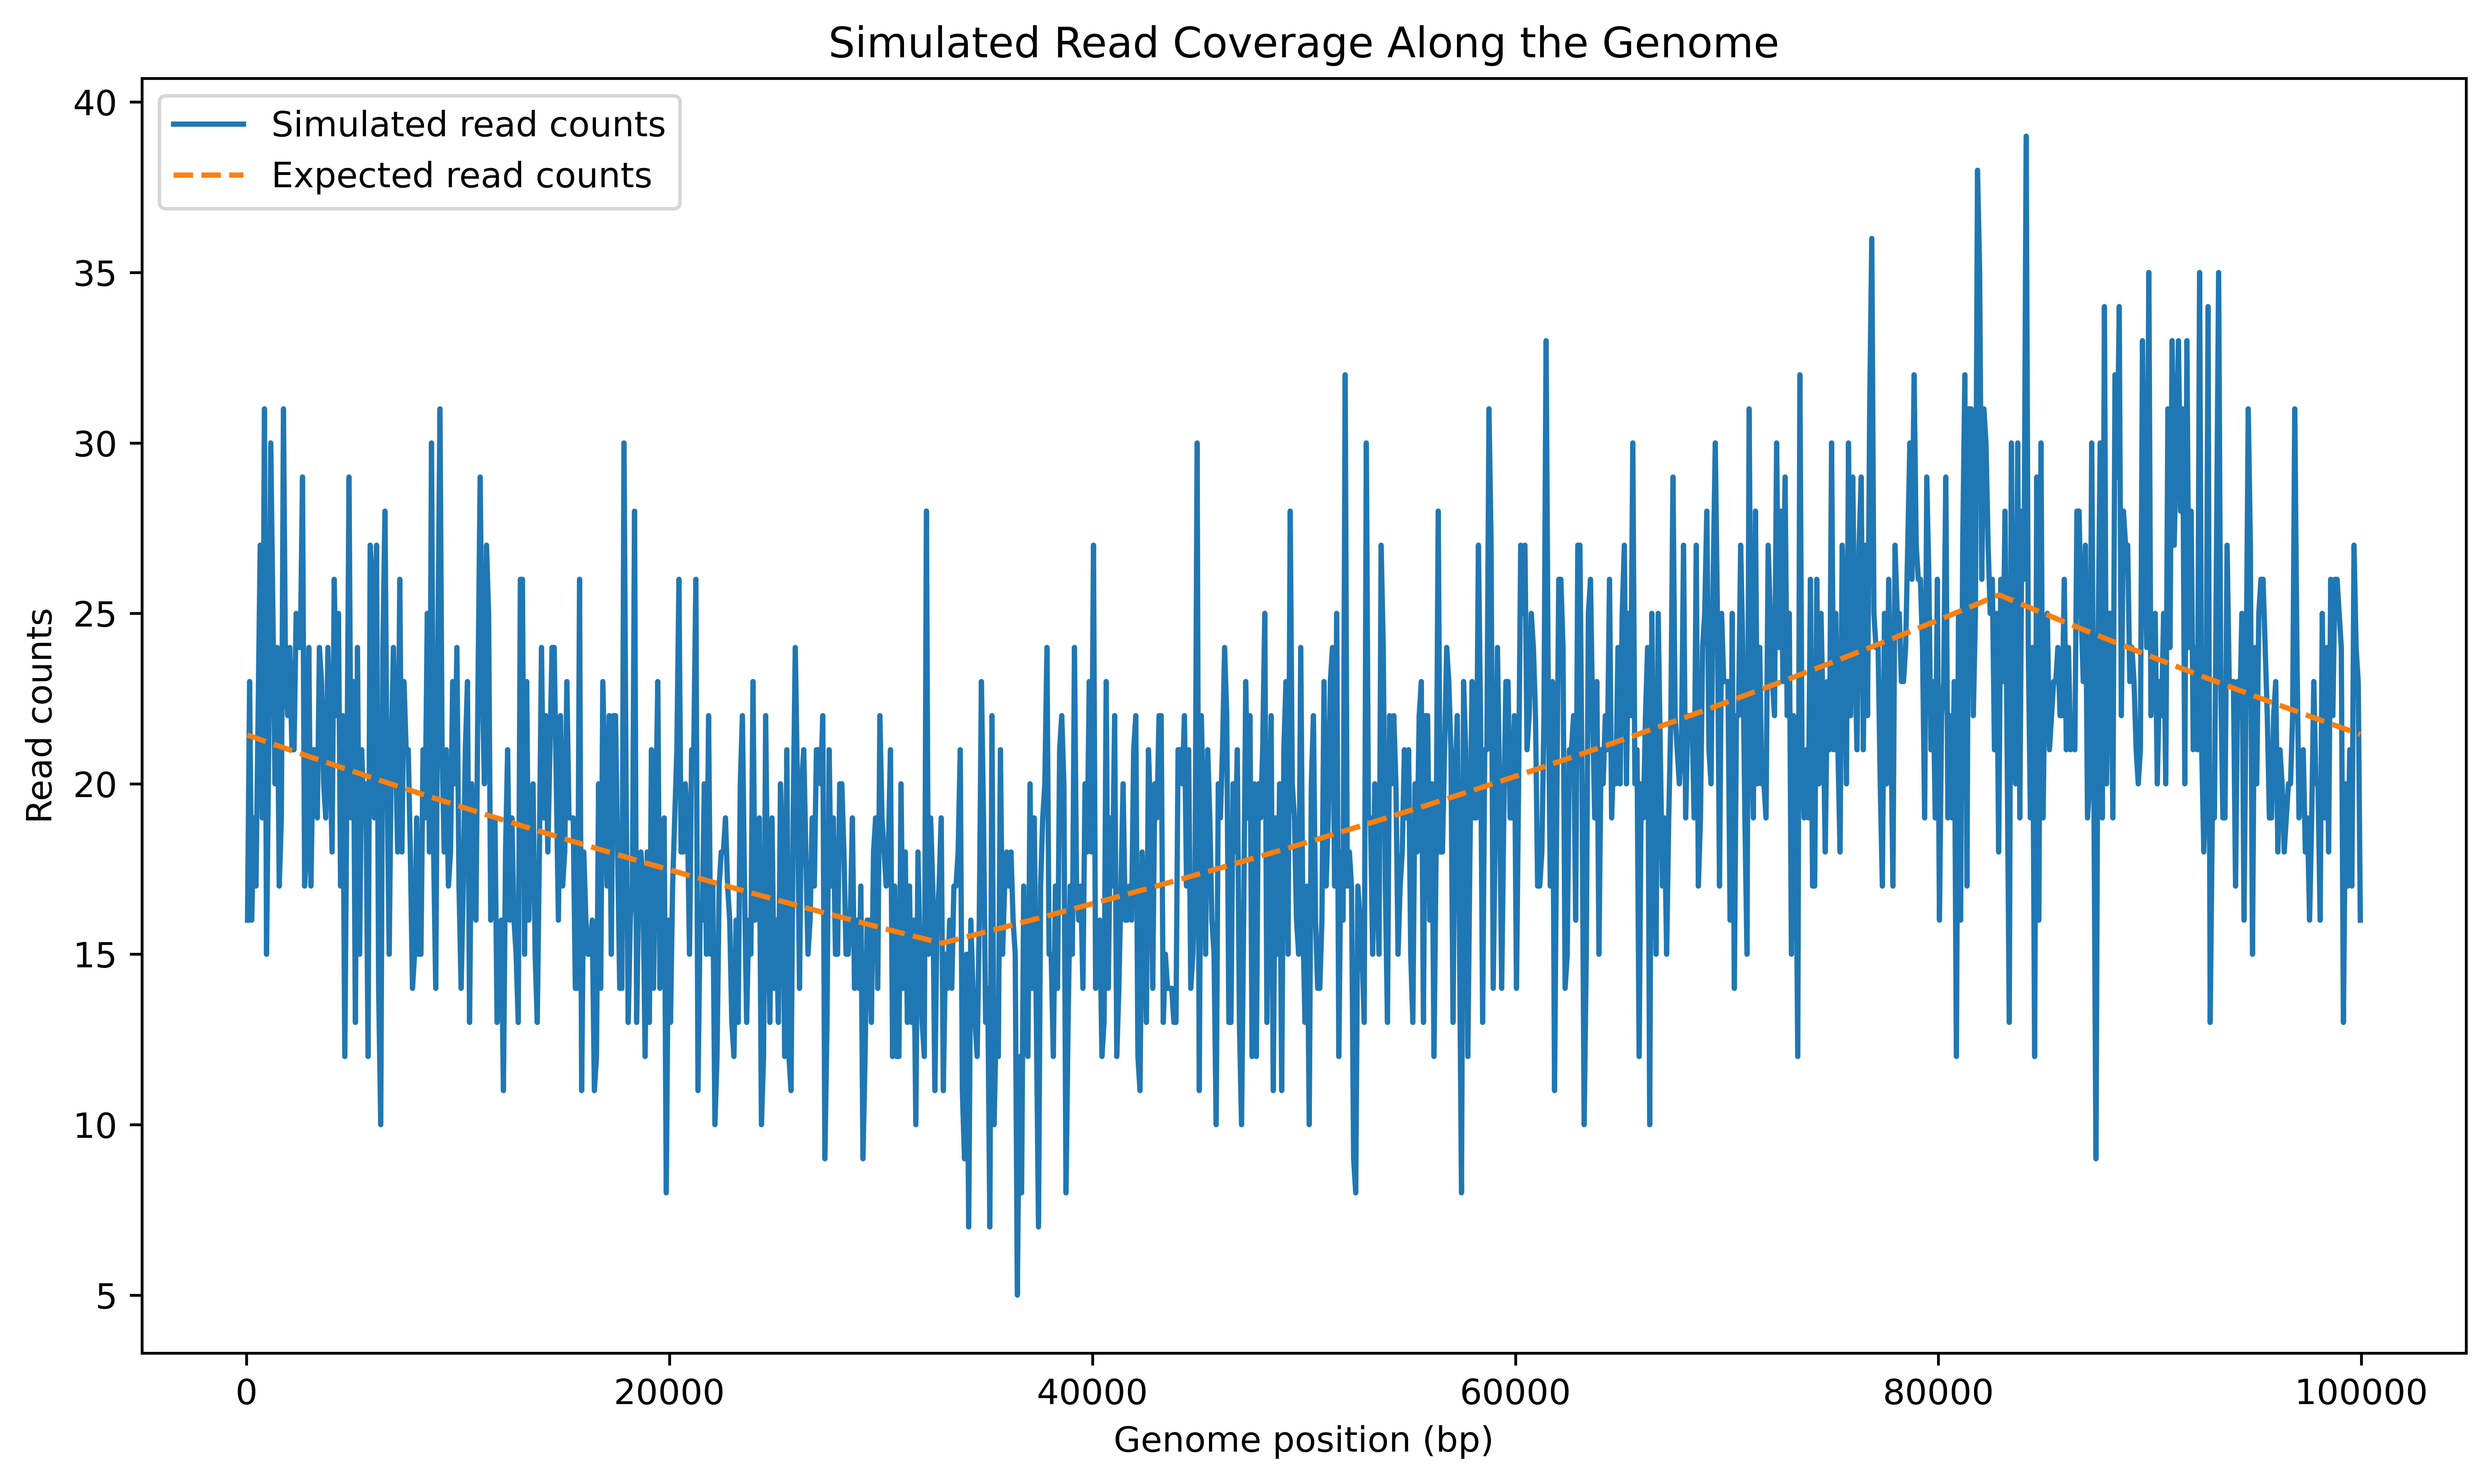 Simulated Read Coverage Along the Genome
Simulated read counts
Expected read counts
Read counts
40
35
30
25
20
15
10
5
0
20000
40000
60000
80000
100000
Genome position (bp)